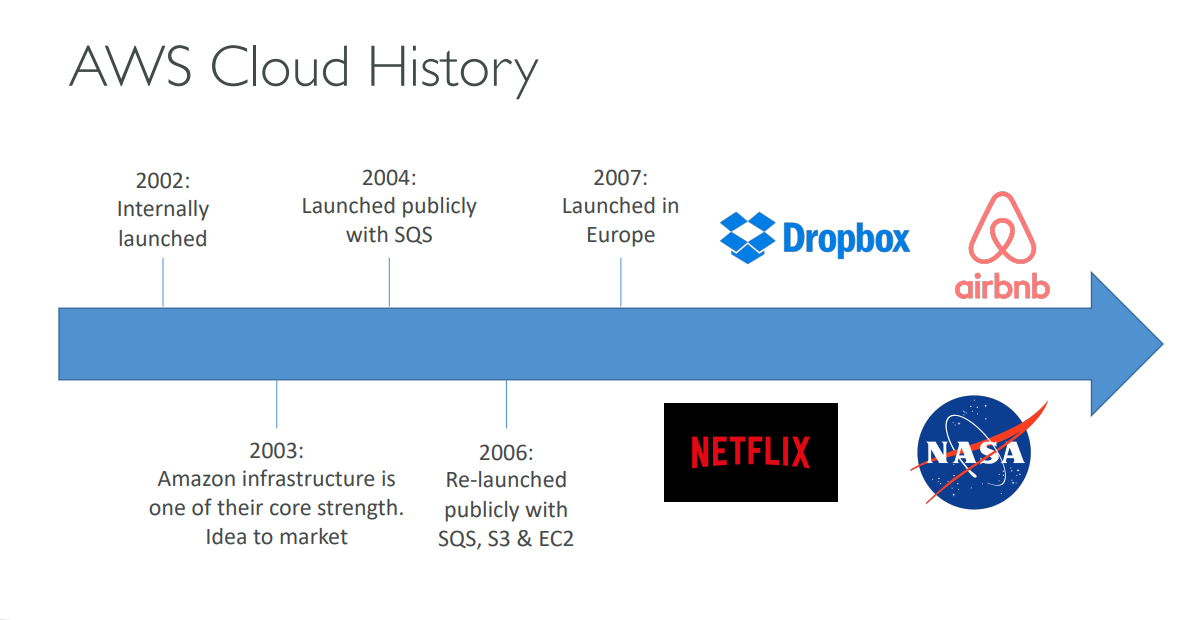 AWS Cloud History
2002:
Internally
launched
2004:
Launched publicly
with SQS
2007:
Launched in
Europe
Dropbox
airbnb
2003:
Amazon infrastructure is
one of their core strength.
Idea to market
2006:
Re-launched
publicly with
SQS, S3 & EC2
NETFLIX
NASA